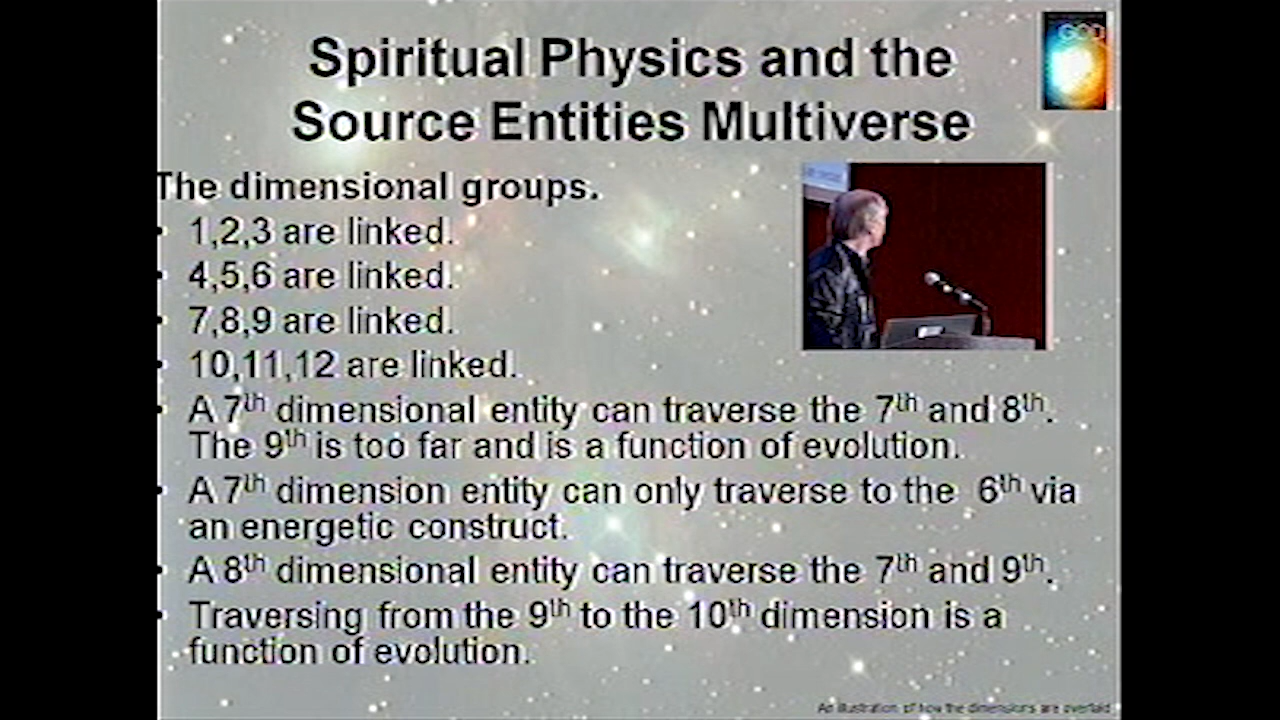 Spiritual Physics and the
Source Entities Multiverse
GOD
The dimensional groups.
• 1,2,3 are linked.
• 4,5,6 are linked.
• 7,8,9 are linked.
• 10,11,12 are linked.
• A 7th dimensional entity can traverse the 7th and 8th.
The 9th is too far and is a function of evolution.
• A 7th dimension entity can only traverse to the 6th via
an energetic construct.
• A 8th dimensional entity can traverse the 7th and 9th.
• Traversing from the 9th to the 10th dimension is a
function of evolution.
An illustration of how the dimensions are overlaid